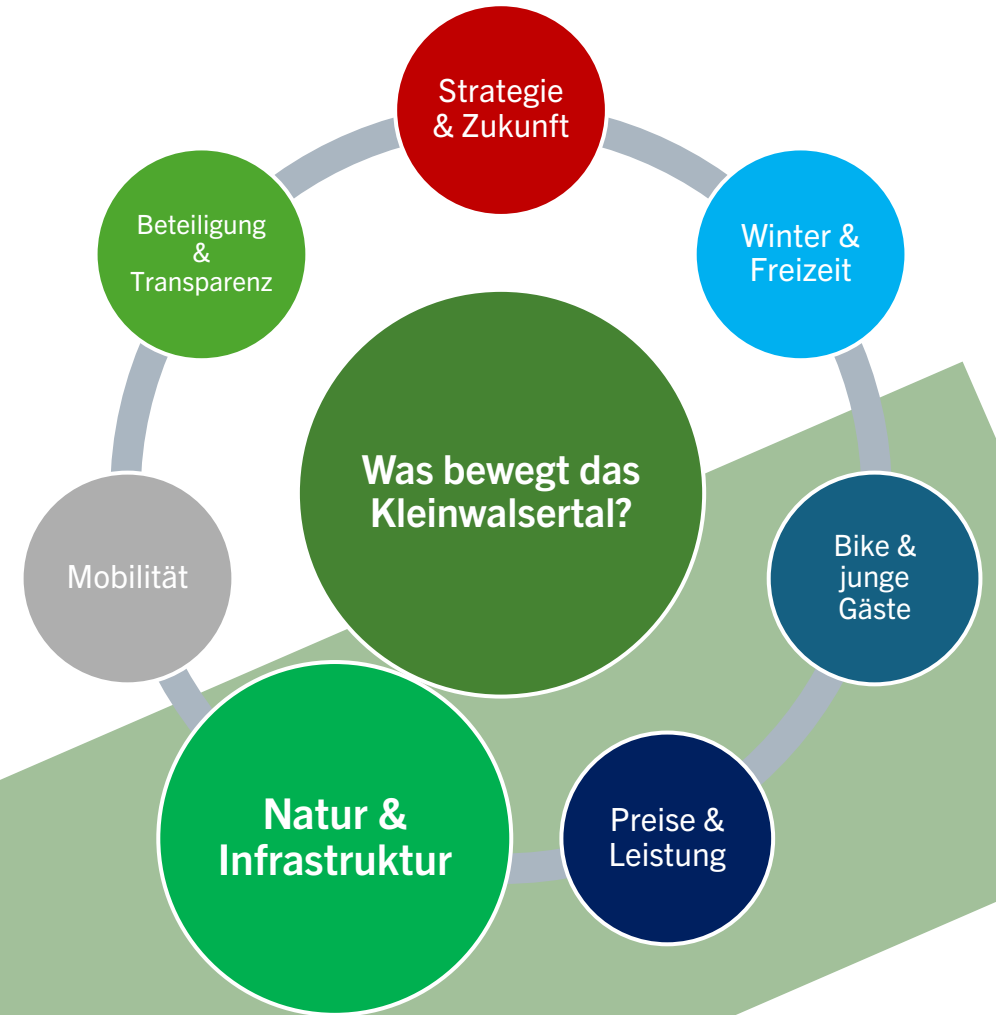 Strategie
& Zukunft
Beteiligung
&
Transparenz
Winter &
Freizeit
Was bewegt das
Kleinwalsertal?
Mobilität
Bike &
junge
Gäste
Natur &
Infrastruktur
Preise &
Leistung